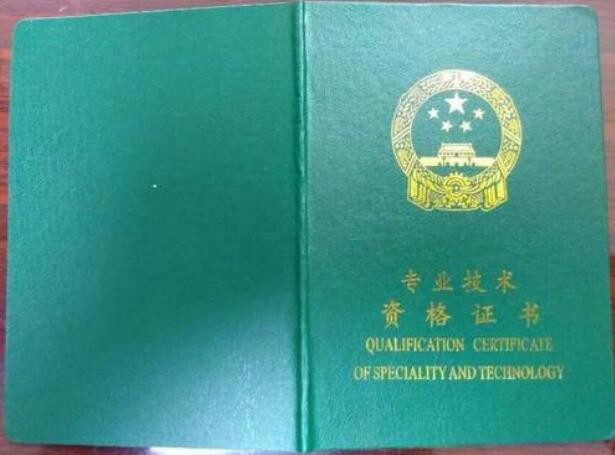 专业技术
资格证书
QUALIFICATION CERTIFICATE
OF SPECIALITY AND TECHNOLOGY